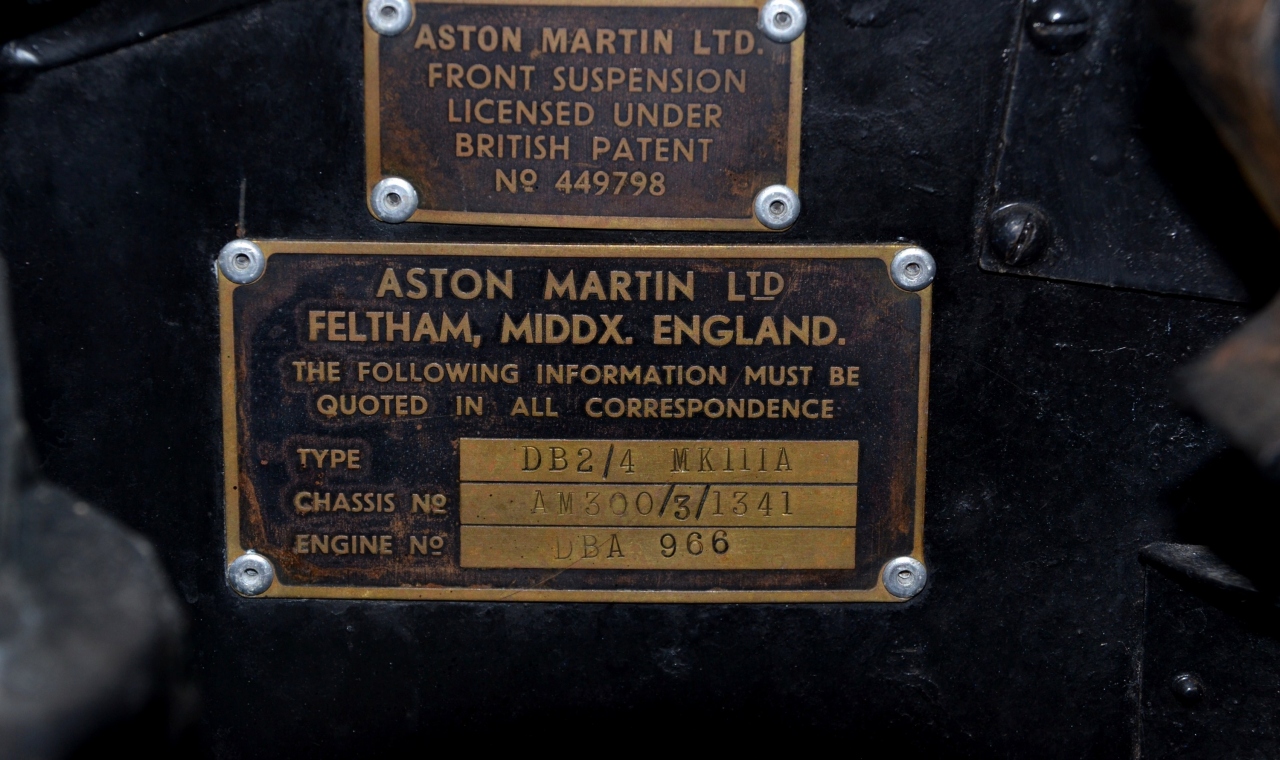 ASTON MARTIN LTD.
FRONT SUSPENSION
LICENSED UNDER
BRITISH PATENT
Nº 449798
ASTON MARTIN LTD
FELTHAM, MIDDX. ENGLAND.
THE FOLLOWING INFORMATION MUST BE
QUOTED IN ALL CORRESPONDENCE
TYPE DB2/4 MK111A
CHASSIS Nº AM300/3/1341
ENGINE Nº DBA 966